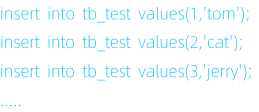 insert into tb_test values(1,'tom');
insert into tb_test values(2,'cat');
insert into tb_test values(3,'jerry');
.....